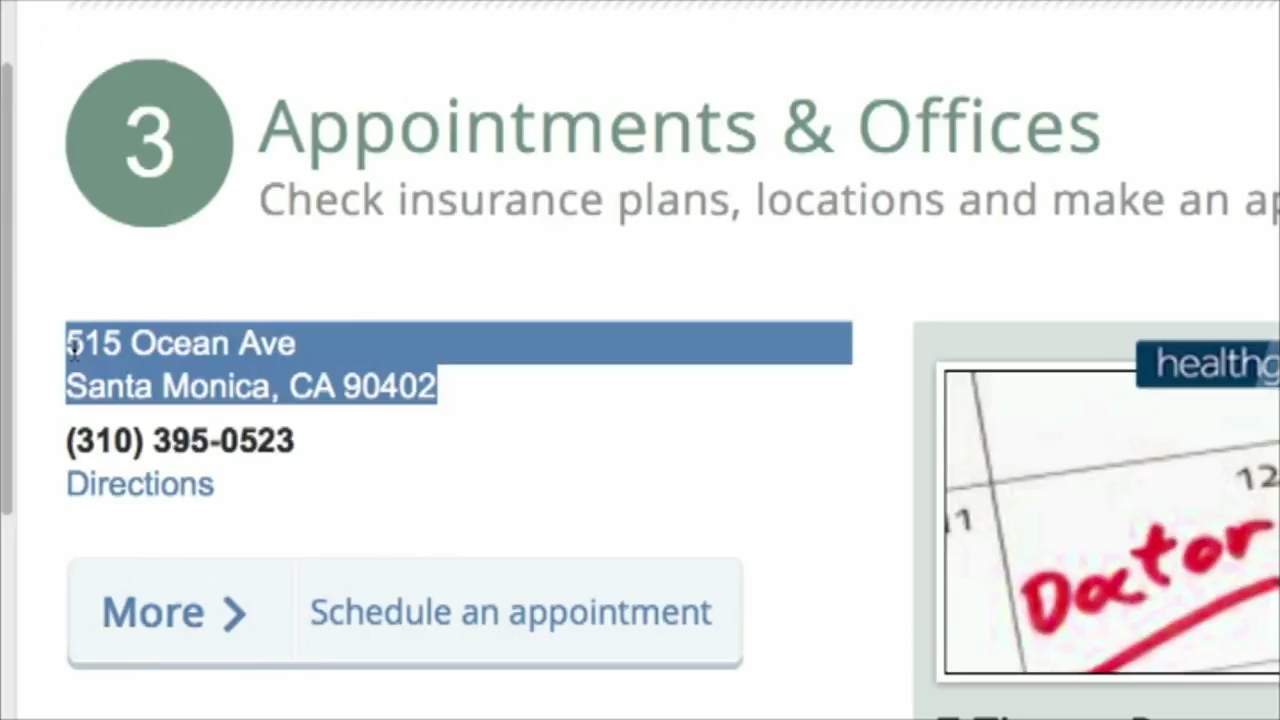 3
Appointments & Offices
Check insurance plans, locations and make an
515 Ocean Ave
Santa Monica, CA 90402
(310) 395-0523
Directions
More
Schedule an appointment
healthg
12
11
Doctor